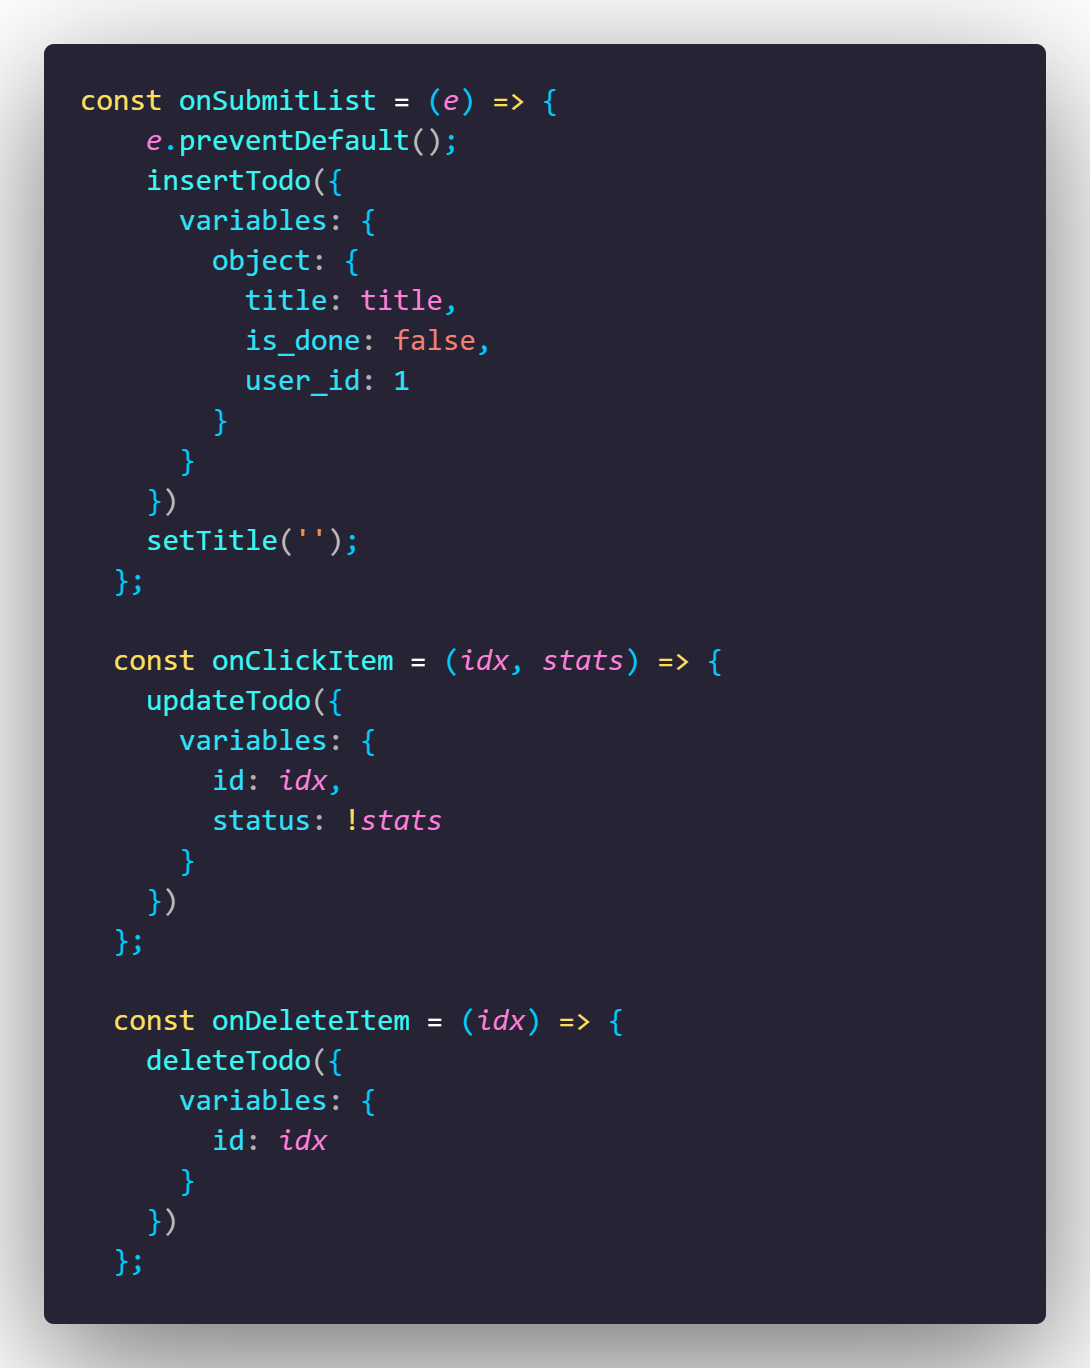 const onSubmitList = (e) => {
    e.preventDefault();
    insertTodo({
      variables: {
        object: {
          title: title,
          is_done: false,
          user_id: 1
        }
      }
    })
    setTitle('');
  };

  const onClickItem = (idx, stats) => {
    updateTodo({
      variables: {
        id: idx,
        status: !stats
      }
    })
  };

  const onDeleteItem = (idx) => {
    deleteTodo({
      variables: {
        id: idx
      }
    })
  };